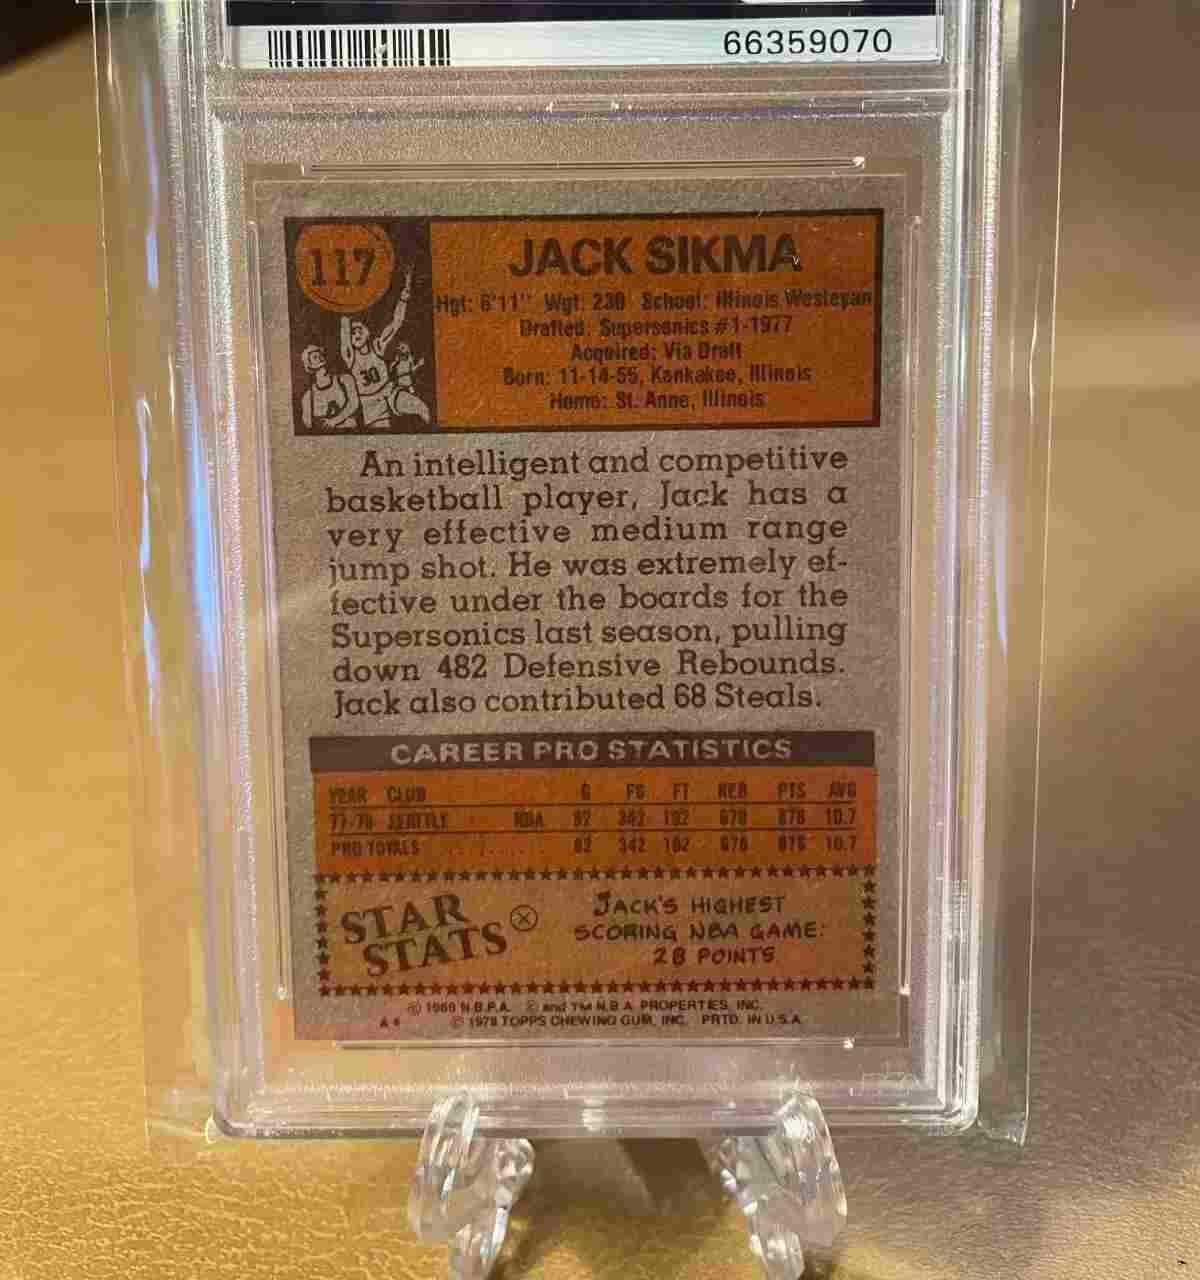 66359070
117
30
JACK SIKMA
Hgt: 6'11" Wgt: 230 School: Illinois Wesleyan
Drafted: Supersonics #1-1977
Acquired: Via Draft
Born: 11-14-55, Kankakee, Illinois
Home: St. Anne, Illinois
An intelligent and competitive
basketball player, Jack has a
very effective medium range
jump shot. He was extremely ef-
fective under the boards for the
Supersonics last season, pulling
down 482 Defensive Rebounds.
Jack also contributed 68 Steals.
CAREER PRO STATISTICS
YEAR CLUB G FG FT REB PTS AVG
77-78 SEATTLE NBA 82 342 192 678 876 10.7
PRO TOTALS 82 342 192 678 876 10.7
STAR
STATS
JACK'S HIGHEST
SCORING NBA GAME:
28 POINTS
© 1969 N.B.P.A. © and TM N.B.A. PROPERTIES, INC.
A * © 1978 TOPPS CHEWING GUM, INC. PRTD. IN U.S.A.